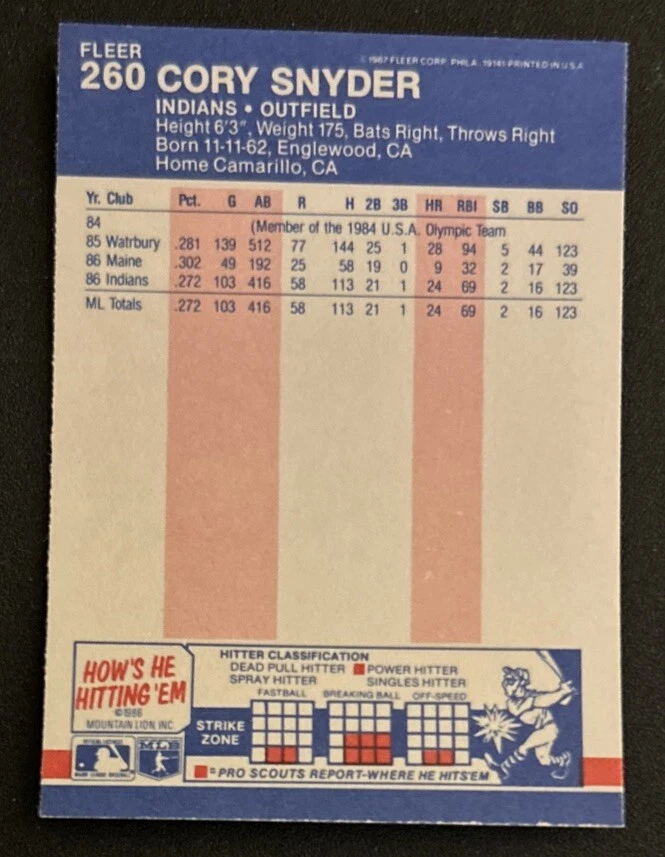 FLEER
© 1987 FLEER CORP. PHILA. 19141-PRINTED IN U.S.A.
260 CORY SNYDER
INDIANS • OUTFIELD
Height 6'3", Weight 175, Bats Right, Throws Right
Born 11-11-62, Englewood, CA
Home Camarillo, CA
Yr. Club Pct. G AB R H 2B 3B HR RBI SB BB SO
84 (Member of the 1984 U.S.A. Olympic Team
85 Watrbury .281 139 512 77 144 25 1 28 94 5 44 123
86 Maine .302 49 192 25 58 19 0 9 32 2 17 39
86 Indians .272 103 416 58 113 21 1 24 69 2 16 123
ML Totals .272 103 416 58 113 21 1 24 69 2 16 123
HOW'S HE
HITTING 'EM
©1986
MOUNTAIN LION, INC.
HITTER CLASSIFICATION
DEAD PULL HITTER POWER HITTER
SPRAY HITTER SINGLES HITTER
FASTBALL BREAKING BALL OFF-SPEED
STRIKE
ZONE
=PRO SCOUTS REPORT-WHERE HE HITS'EM
MAJOR LEAGUE BASEBALL